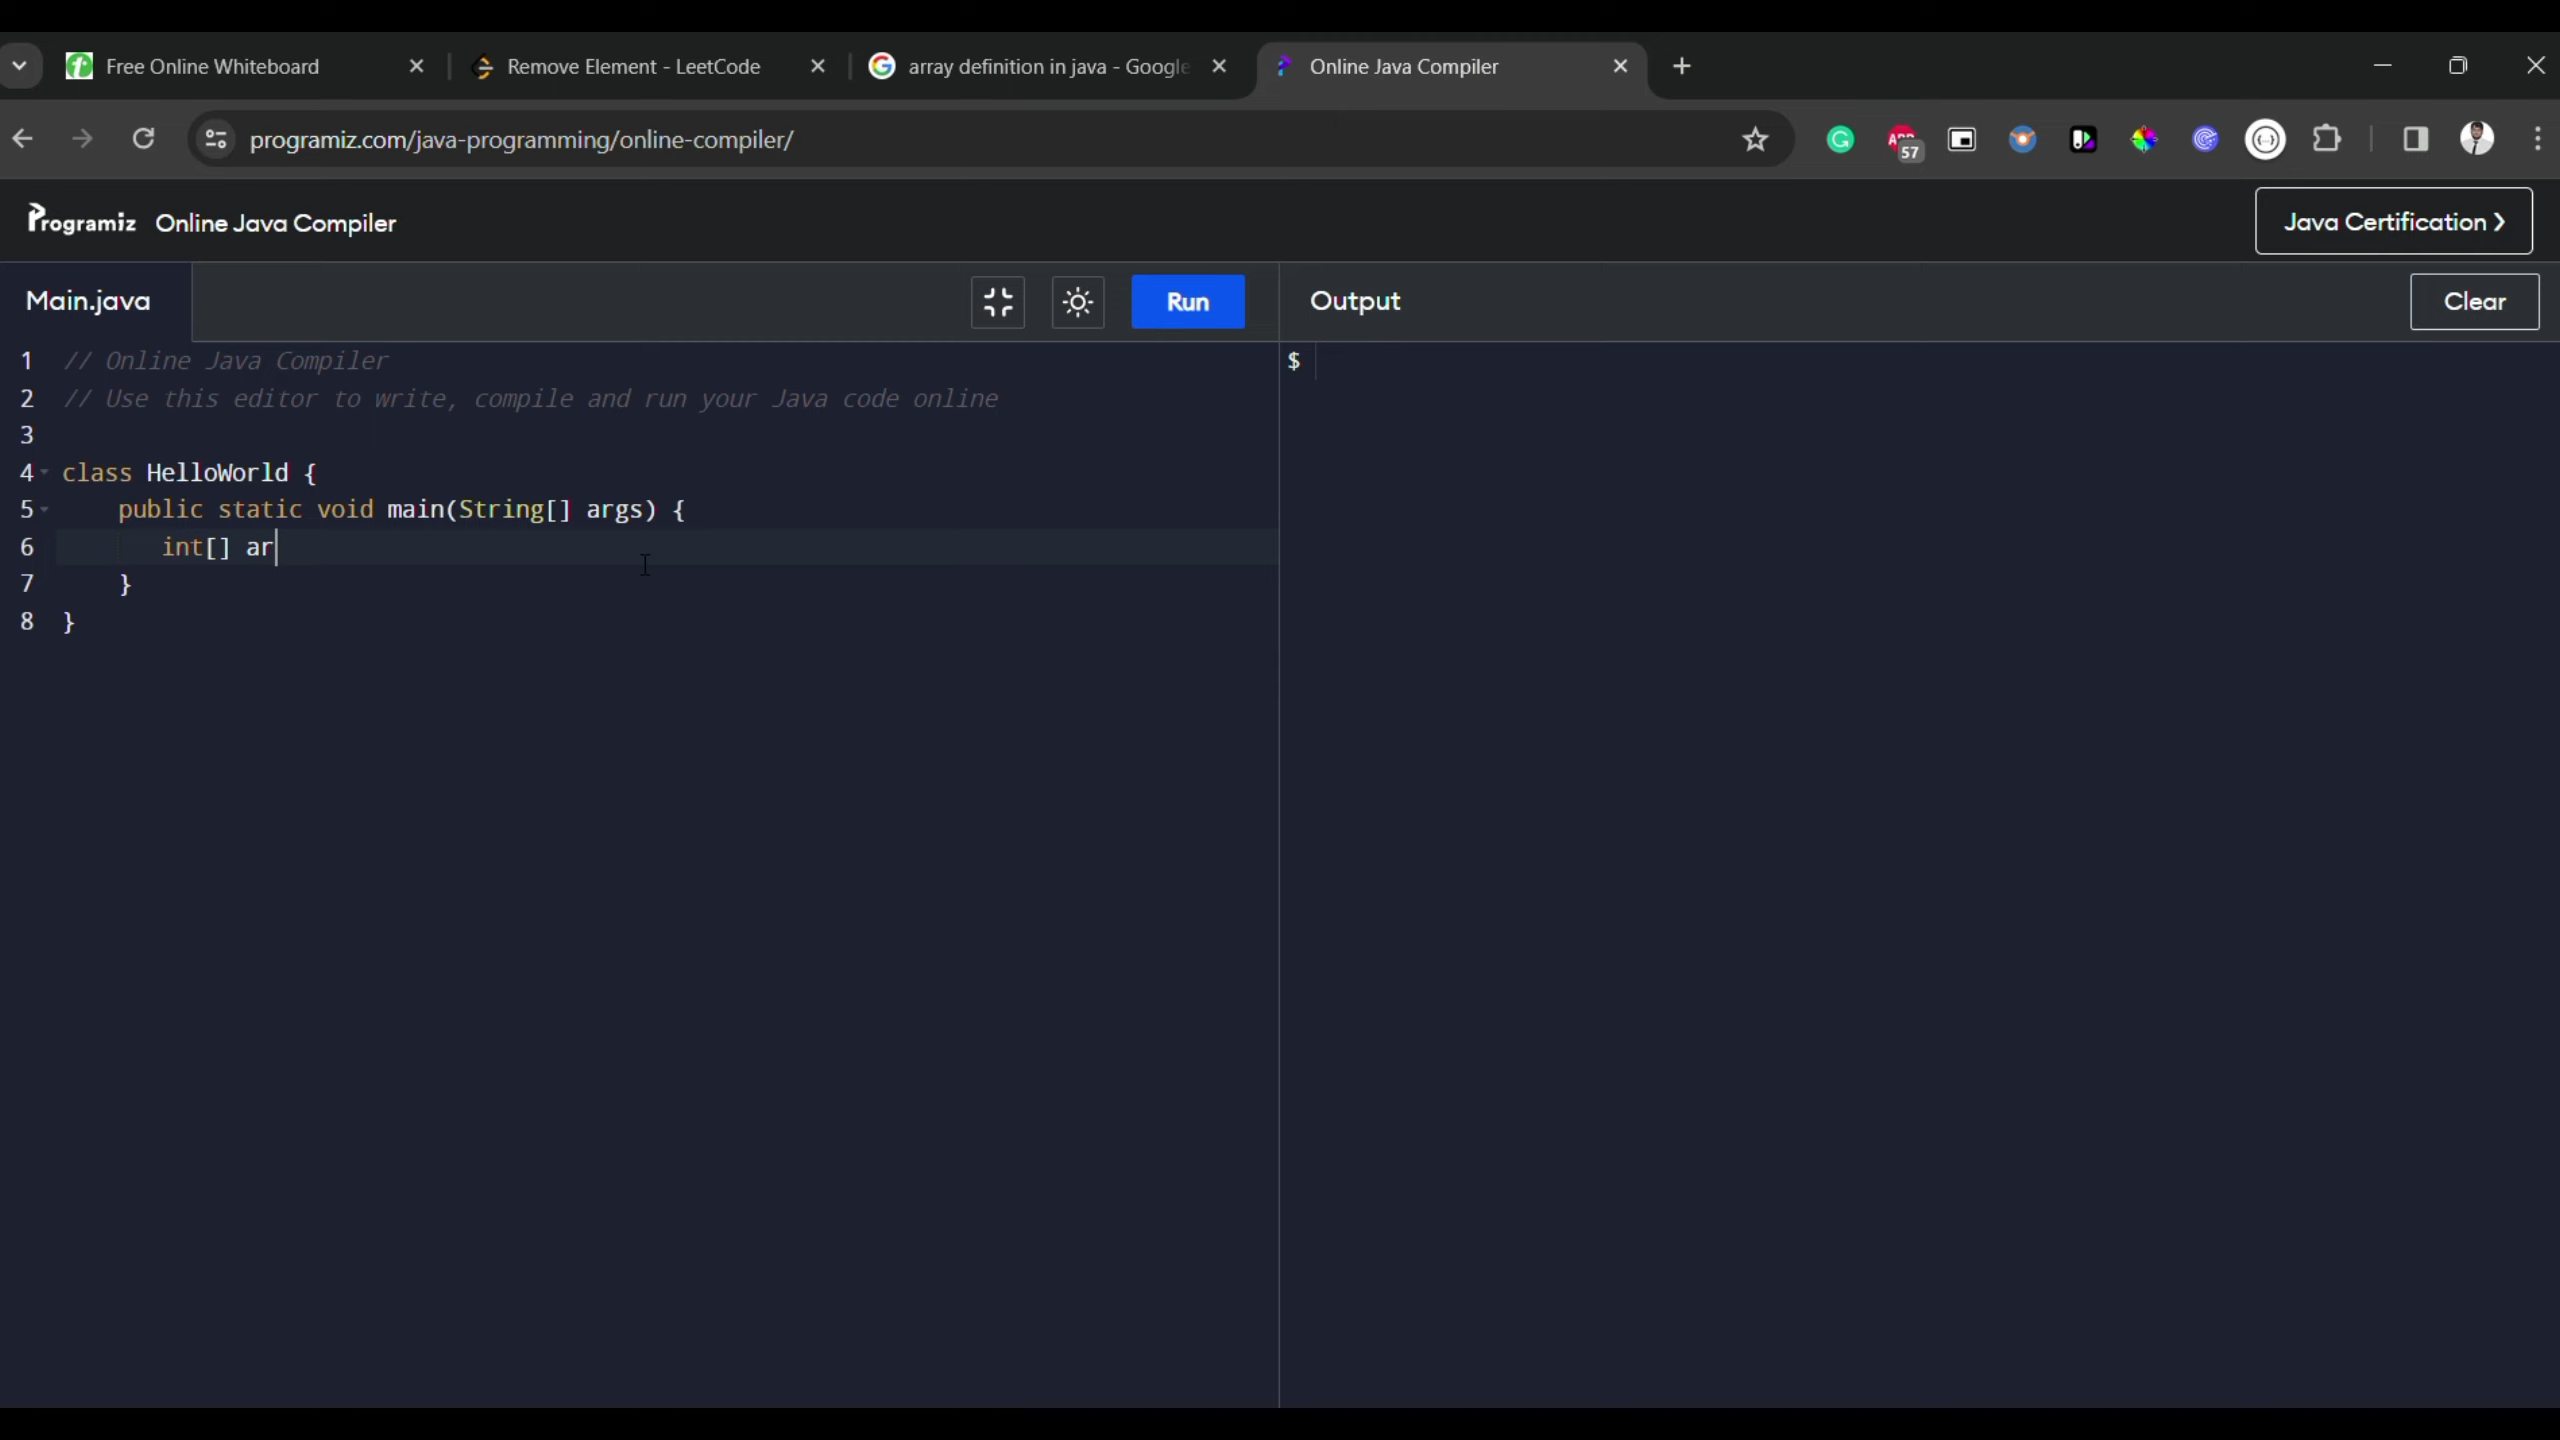 Free Online Whiteboard
Remove Element - LeetCode
array definition in java - Google
Online Java Compiler
programiz.com/java-programming/online-compiler/
57
Programiz Online Java Compiler
Java Certification ❯
Main.java
Run
Output
Clear
1 // Online Java Compiler
2 // Use this editor to write, compile and run your Java code online
3
4 class HelloWorld {
5 public static void main(String[] args) {
6 int[] ar
7 }
8 }
$